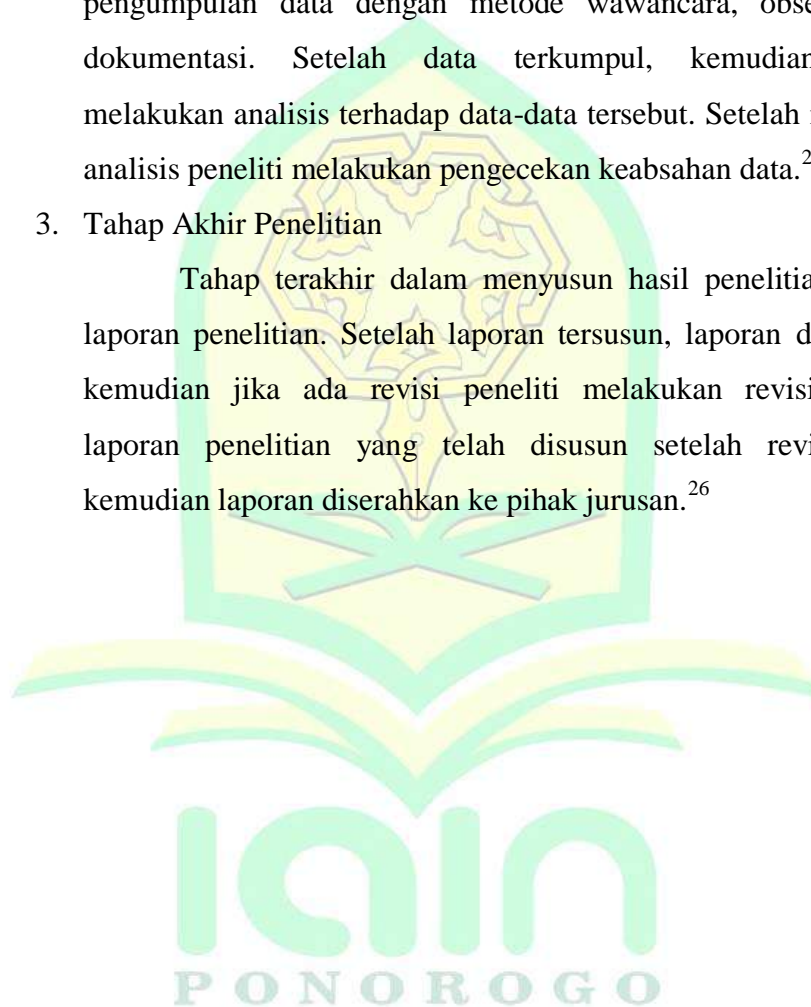 pengumpulan data dengan metode wawancara,
dokumentasi. Setelah data terkumpul, kemudian
melakukan analisis terhadap data-data tersebut. Setelah
analisis peneliti melakukan pengecekan keabsahan data.²
3. Tahap Akhir Penelitian
Tahap terakhir dalam menyusun hasil
laporan penelitian. Setelah laporan tersusun, laporan
kemudian jika ada revisi peneliti melakukan revisi
laporan penelitian yang telah disusun setelah
kemudian laporan diserahkan ke pihak jurusan.²⁶
iain
PONOROGO